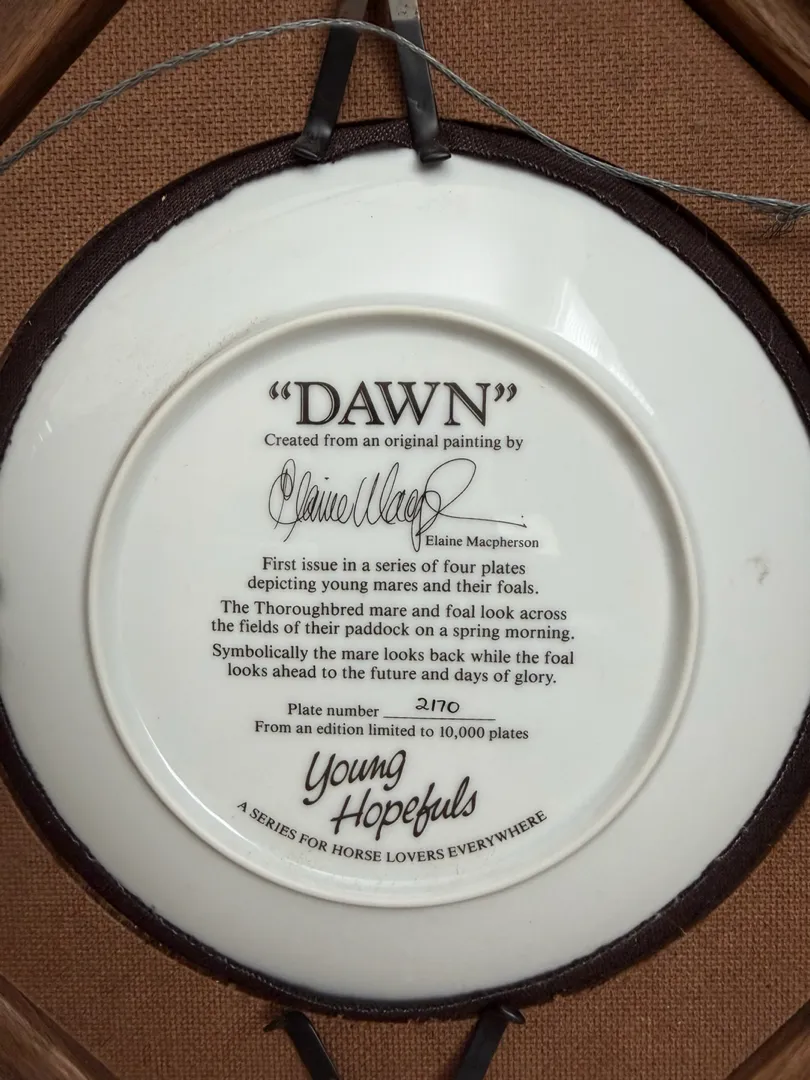 “DAWN”
Created from an original painting by
Elaine Macp
Elaine Macpherson
First issue in a series of four plates
depicting young mares and their foals.
The Thoroughbred mare and foal look across
the fields of their paddock on a spring morning.
Symbolically the mare looks back while the foal
looks ahead to the future and days of glory.
Plate number 2170
From an edition limited to 10,000 plates
Young
Hopefuls
A SERIES FOR HORSE LOVERS EVERYWHERE